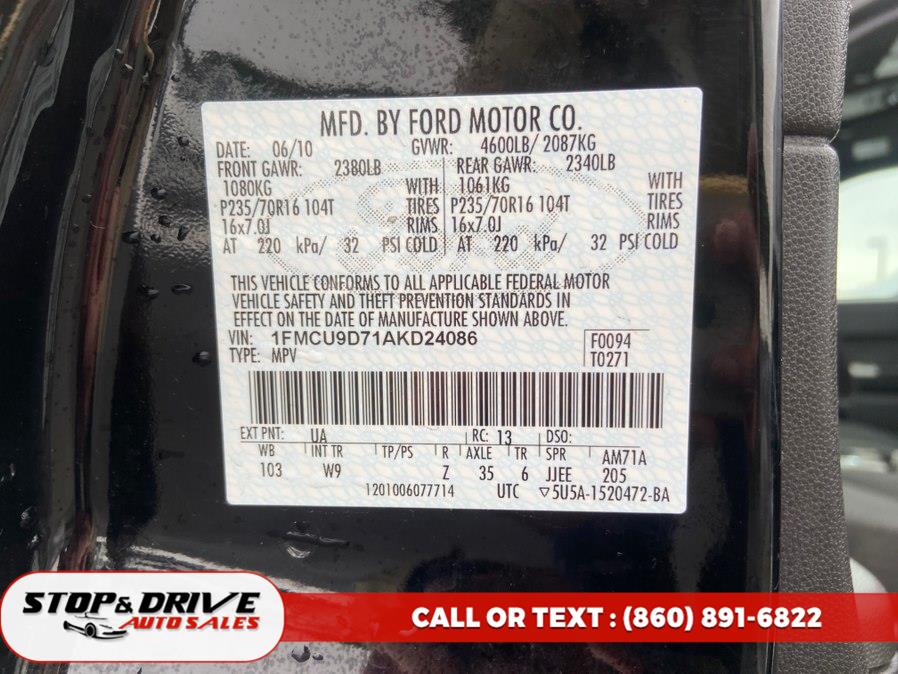 MFD. BY FORD MOTOR CO.
DATE: 06/10 GVWR: 4600LB/ 2087KG
FRONT GAWR: 2380LB REAR GAWR: 2340LB
1080KG WITH 1061KG WITH
P235/70R16 104T TIRES P235/70R16 104T TIRES
16x7.0J RIMS 16x7.0J RIMS
AT 220 kPa/ 32 PSI COLD AT 220 kPa/ 32 PSI COLD
THIS VEHICLE CONFORMS TO ALL APPLICABLE FEDERAL MOTOR
VEHICLE SAFETY AND THEFT PREVENTION STANDARDS IN
EFFECT ON THE DATE OF MANUFACTURE SHOWN ABOVE.
VIN: 1FMCU9D71AKD24086 F0094
TYPE: MPV T0271
EXT PNT: UA RC: 13 DSO:
WB INT TR TP/PS R AXLE TR SPR AM71A
103 W9 Z 35 6 JJEE 205
1201006077714 UTC ▽5U5A-1520472-BA
STOP & DRIVE
AUTO SALES
CALL OR TEXT : (860) 891-6822